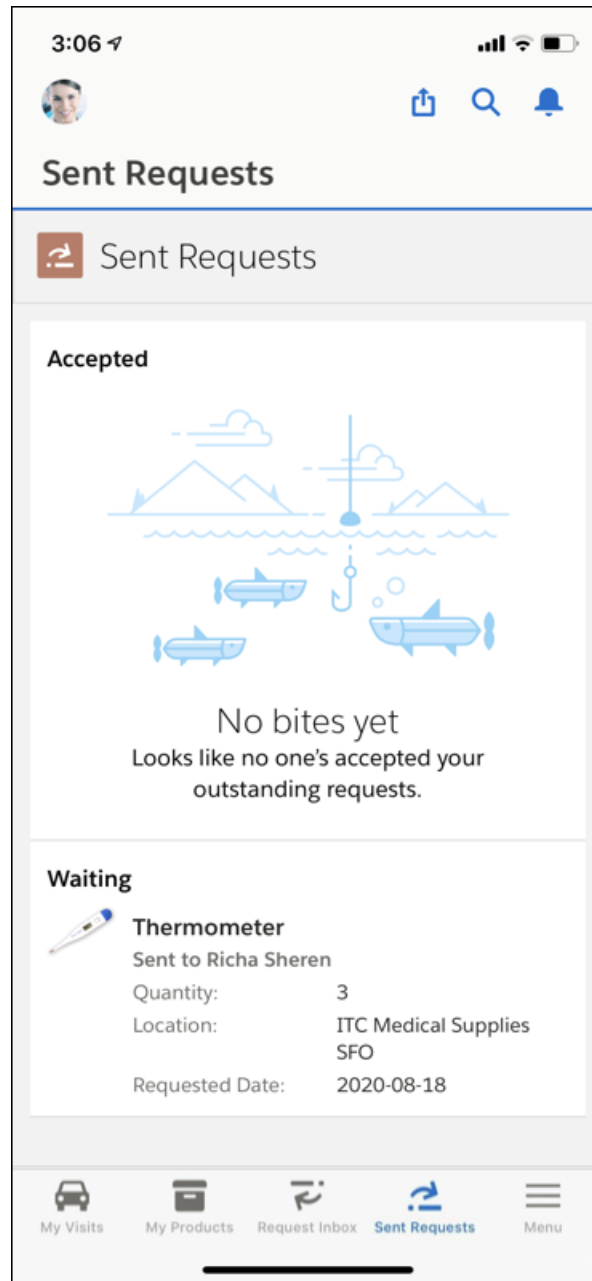 3:06
Sent Requests
Sent Requests
Accepted
No bites yet
Looks like no one's accepted your
outstanding requests.
Waiting
Thermometer
Sent to Richa Sheren
Quantity: 3
Location: ITC Medical Supplies
SFO
Requested Date: 2020-08-18
My Visits My Products Request Inbox Sent Requests Menu